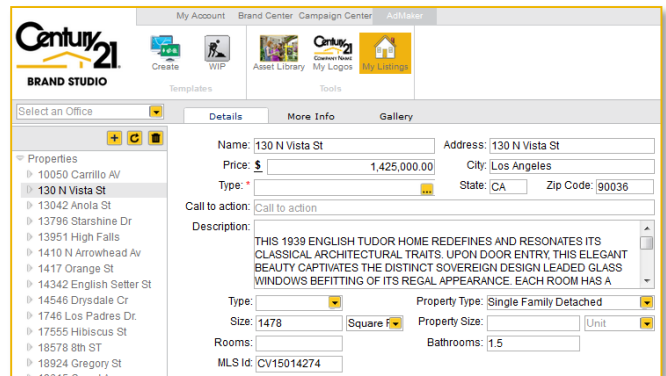 My Account Brand Center Campaign Center AdMaker
Century 21
BRAND STUDIO
Create WIP Asset Library My Logos My Listings
Century 21
COMPANY NAME
Templates Tools
Select an Office
Details More Info Gallery
Properties
10050 Carrillo AV
130 N Vista St
13042 Anola St
13796 Starshine Dr
13951 High Falls
1410 N Arrowhead Av
1417 Orange St
14342 English Setter St
14546 Drysdale Cr
1746 Los Padres Dr.
17555 Hibiscus St
18578 8th ST
18924 Gregory St
Name: 130 N Vista St Address: 130 N Vista St
Price: $ 1,425,000.00 City: Los Angeles
Type: * ... State: CA Zip Code: 90036
Call to action: Call to action
Description:
THIS 1939 ENGLISH TUDOR HOME REDEFINES AND RESONATES ITS
CLASSICAL ARCHITECTURAL TRAITS. UPON DOOR ENTRY, THIS ELEGANT
BEAUTY CAPTIVATES THE DISTINCT SOVEREIGN DESIGN LEADED GLASS
WINDOWS BEFITTING OF ITS REGAL APPEARANCE. EACH ROOM HAS A
Type: Property Type: Single Family Detached
Size: 1478 Square F Property Size: Unit
Rooms: Bathrooms: 1.5
MLS Id: CV15014274